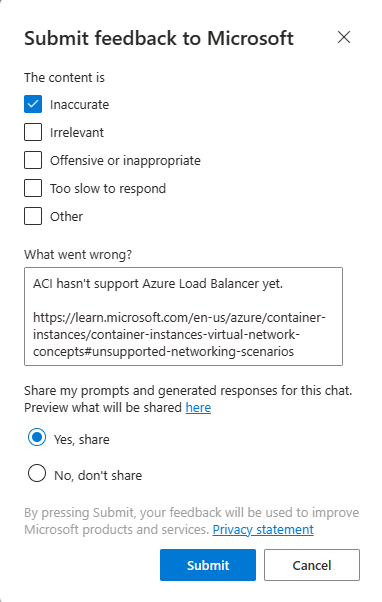 Submit feedback to Microsoft
The content is
Inaccurate
Irrelevant
Offensive or inappropriate
Too slow to respond
Other
What went wrong?
ACI hasn't support Azure Load Balancer yet.
https://learn.microsoft.com/en-us/azure/container-
instances/container-instances-virtual-network-
concepts#unsupported-networking-scenarios
Share my prompts and generated responses for this chat.
Preview what will be shared here
Yes, share
No, don't share
By pressing Submit, your feedback will be used to improve
Microsoft products and services. Privacy statement
Submit Cancel